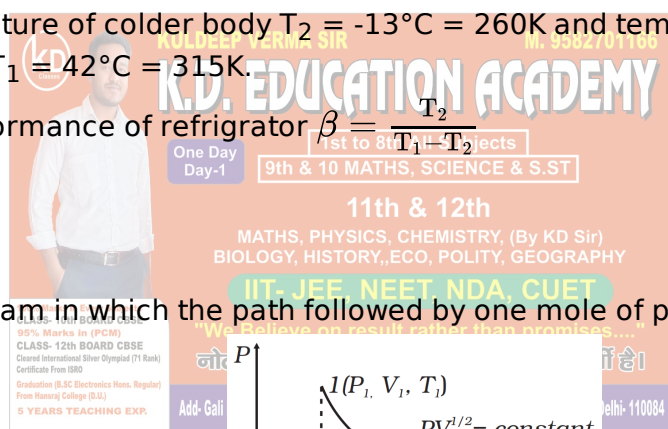 ture of colder body T₂ = -13°C = 260K and tem
KULDEEP VERMA SIR M. 9582701166
T₁ = 42°C = 315K.
KD
Classes
K.D. EDUCATION ACADEMY
ormance of refrigrator β = T₂ / (T₁−T₂)
1st to 8th All Subjects
One Day
Day-1
9th & 10 MATHS, SCIENCE & S.ST
11th & 12th
MATHS, PHYSICS, CHEMISTRY, (By KD Sir)
BIOLOGY, HISTORY,,ECO, POLITY, GEOGRAPHY
IIT- JEE, NEET, NDA, CUET
am in which the path followed by one mole of p
CLASS- 10th BOARD CBSE
95% Marks in (PCM)
"We Believe on result rather than promises...."
CLASS- 12th BOARD CBSE
Cleared International Silver Olympiad (71 Rank)
Certificate From ISRO
Graduation (B.SC Electronics Hons. Regular)
From Hansraj College (D.U.)
5 YEARS TEACHING EXP.
है।
P
1(P₁, V₁, T₁)
PV^1/2 = constant
Add- Gali
Delhi- 110084